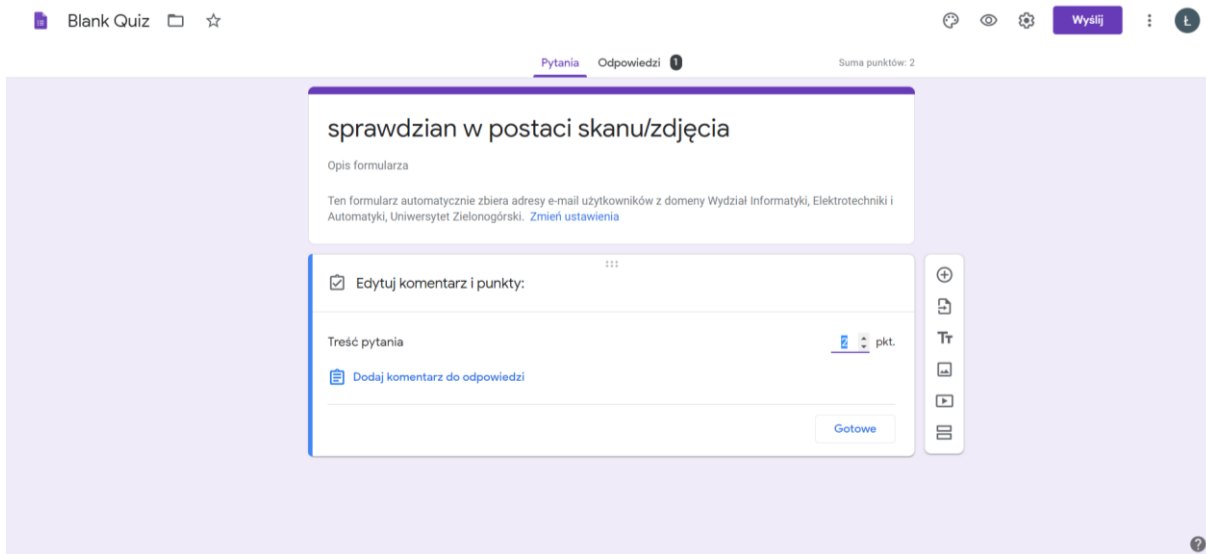 Blank Quiz
Wyślij
Ł
Pytania Odpowiedzi 1 Suma punktów: 2
sprawdzian w postaci skanu/zdjęcia
Opis formularza
Ten formularz automatycznie zbiera adresy e-mail użytkowników z domeny Wydział Informatyki, Elektrotechniki i
Automatyki, Uniwersytet Zielonogórski. Zmień ustawienia
Edytuj komentarz i punkty:
Treść pytania 2 pkt.
Dodaj komentarz do odpowiedzi
Gotowe